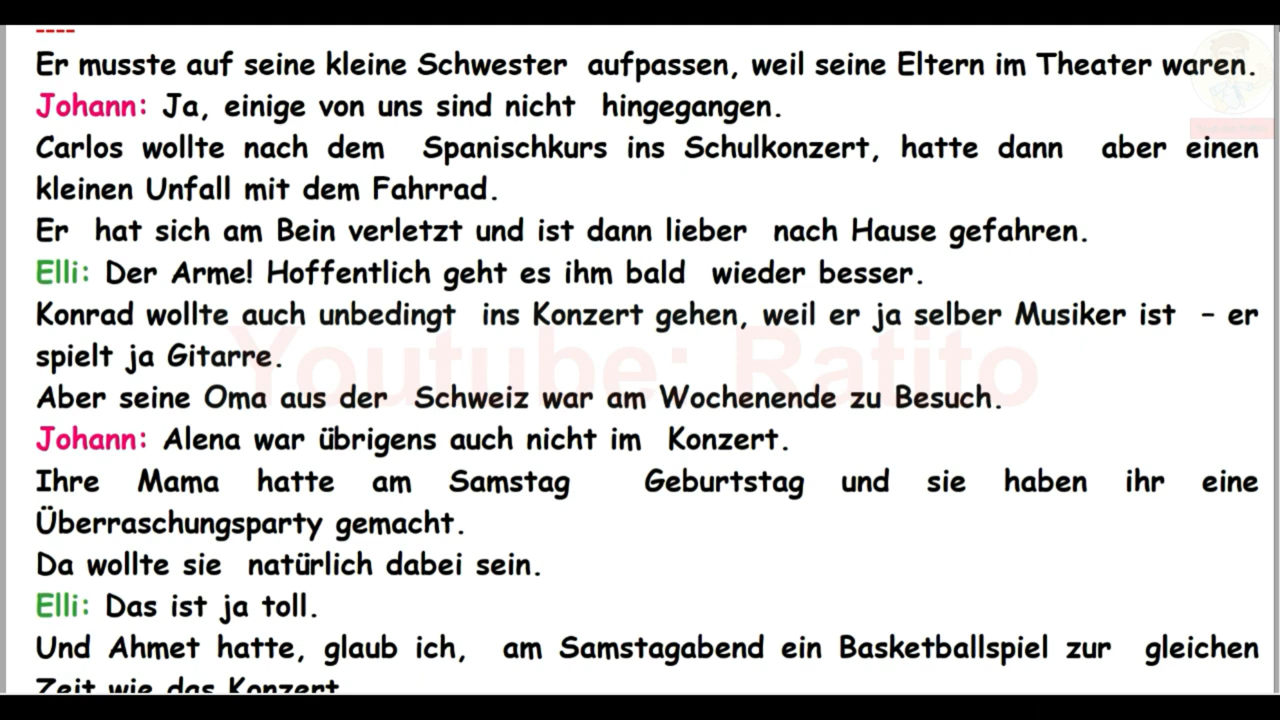 ----
Er musste auf seine kleine Schwester aufpassen, weil seine Eltern im Theater waren.
Johann: Ja, einige von uns sind nicht hingegangen.
Carlos wollte nach dem Spanischkurs ins Schulkonzert, hatte dann aber einen
kleinen Unfall mit dem Fahrrad.
Er hat sich am Bein verletzt und ist dann lieber nach Hause gefahren.
Elli: Der Arme! Hoffentlich geht es ihm bald wieder besser.
Konrad wollte auch unbedingt ins Konzert gehen, weil er ja selber Musiker ist – er
spielt ja Gitarre.
Youtube: Ratito
Aber seine Oma aus der Schweiz war am Wochenende zu Besuch.
Johann: Alena war übrigens auch nicht im Konzert.
Ihre Mama hatte am Samstag Geburtstag und sie haben ihr eine
Überraschungsparty gemacht.
Da wollte sie natürlich dabei sein.
Elli: Das ist ja toll.
Und Ahmet hatte, glaub ich, am Samstagabend ein Basketballspiel zur gleichen
Zeit wie das Konzert